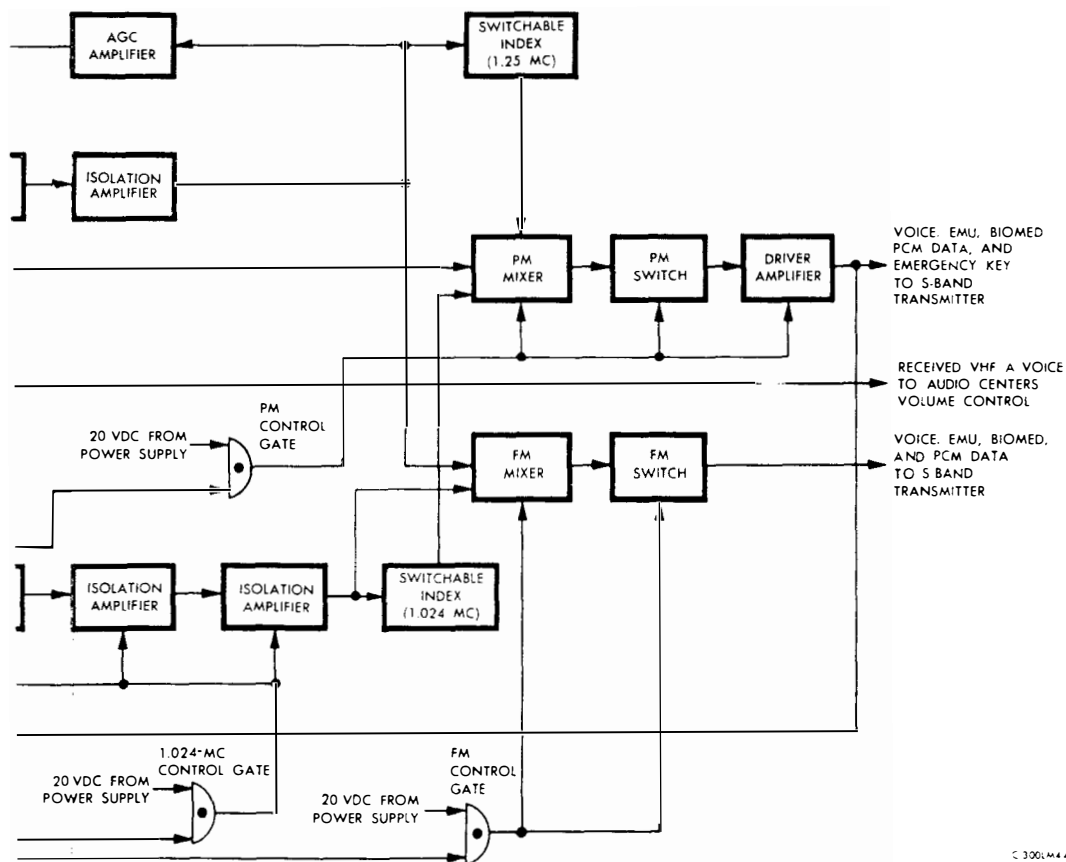 AGC
AMPLIFIER
SWITCHABLE
INDEX
(1.25 MC)
ISOLATION
AMPLIFIER
PM
MIXER
PM
SWITCH
DRIVER
AMPLIFIER
VOICE. EMU, BIOMED
PCM DATA, AND
EMERGENCY KEY
TO S-BAND
TRANSMITTER
RECEIVED VHF A VOICE
TO AUDIO CENTERS
VOLUME CONTROL
PM
CONTROL
GATE
20 VDC FROM
POWER SUPPLY
FM
MIXER
FM
SWITCH
VOICE. EMU, BIOMED,
AND PCM DATA
TO S BAND
TRANSMITTER
ISOLATION
AMPLIFIER
ISOLATION
AMPLIFIER
SWITCHABLE
INDEX
(1.024 MC)
1.024-MC
CONTROL GATE
20 VDC FROM
POWER SUPPLY
FM
CONTROL
GATE
20 VDC FROM
POWER SUPPLY